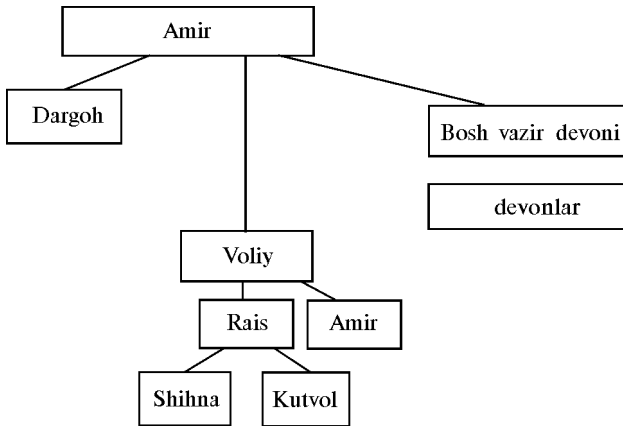 Amir
Dargoh
Bosh vazir devoni
devonlar
Voliy
Rais
Amir
Shihna
Kutvol